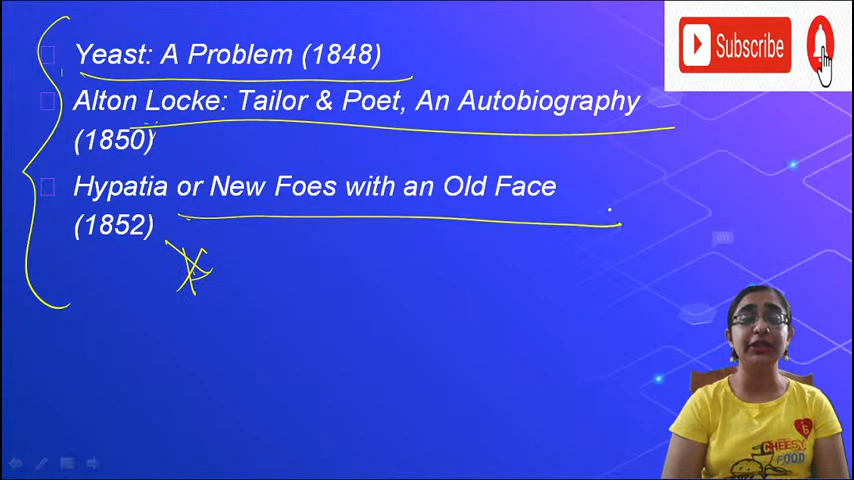 Yeast: A Problem (1848)
Alton Locke: Tailor & Poet, An Autobiography
(1850)
Hypatia or New Foes with an Old Face
(1852)
Subscribe
CHEESY
FOOD